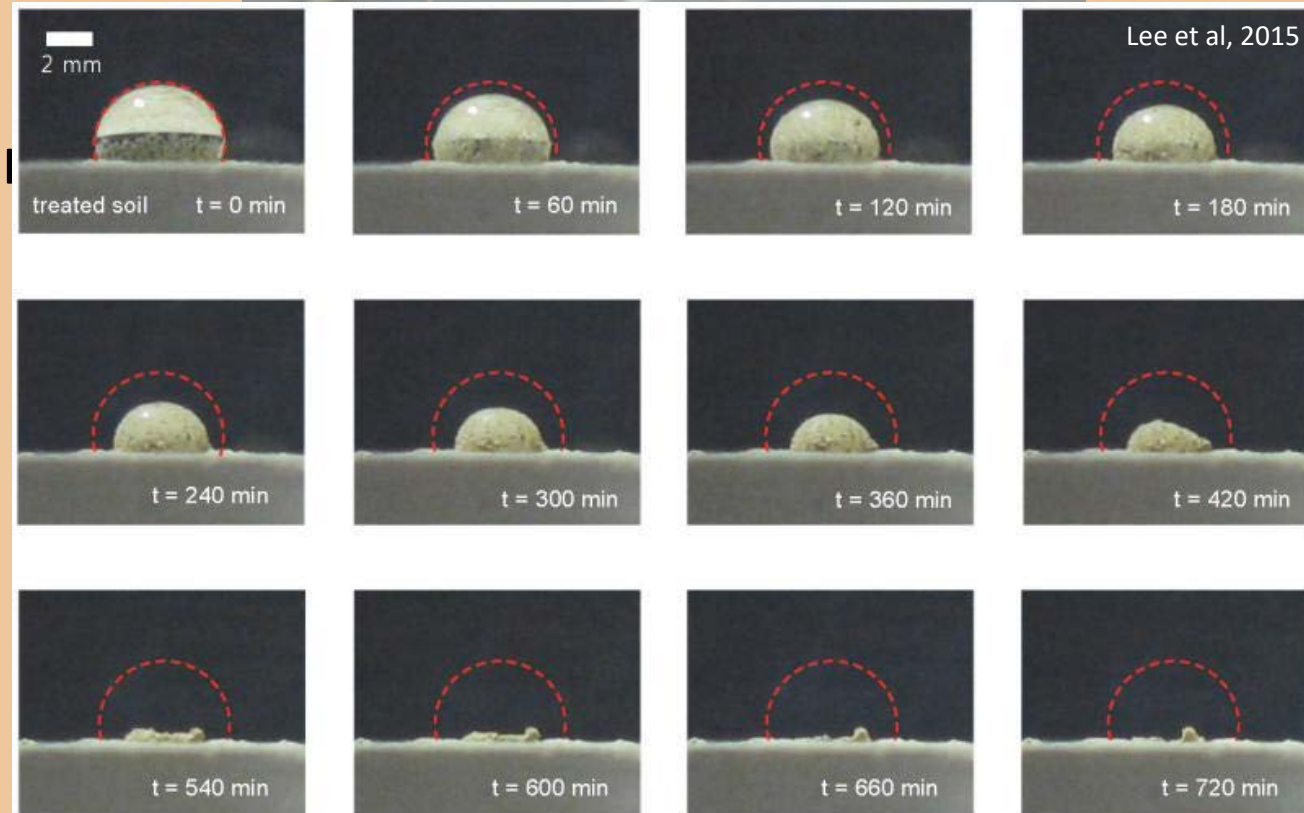 Lee et al, 2015
2 mm
treated soil t = 0 min
t = 60 min
t = 120 min
t = 180 min
t = 240 min
t = 300 min
t = 360 min
t = 420 min
t = 540 min
t = 600 min
t = 660 min
t = 720 min